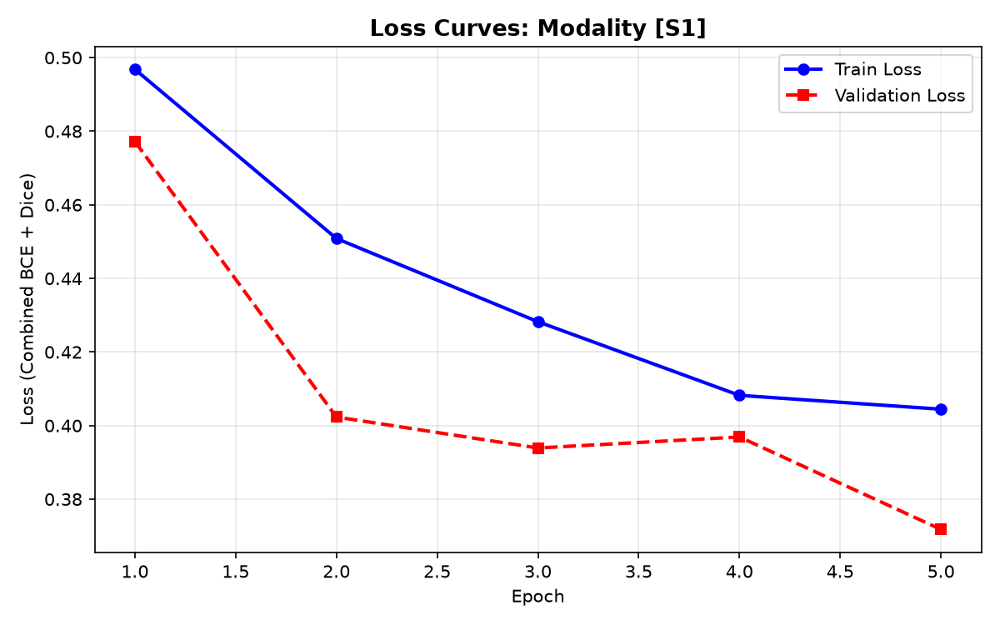 Loss Curves: Modality [S1]
Train Loss
Validation Loss
Loss (Combined BCE + Dice)
0.50
0.48
0.46
0.44
0.42
0.40
0.38
1.0 1.5 2.0 2.5 3.0 3.5 4.0 4.5 5.0
Epoch